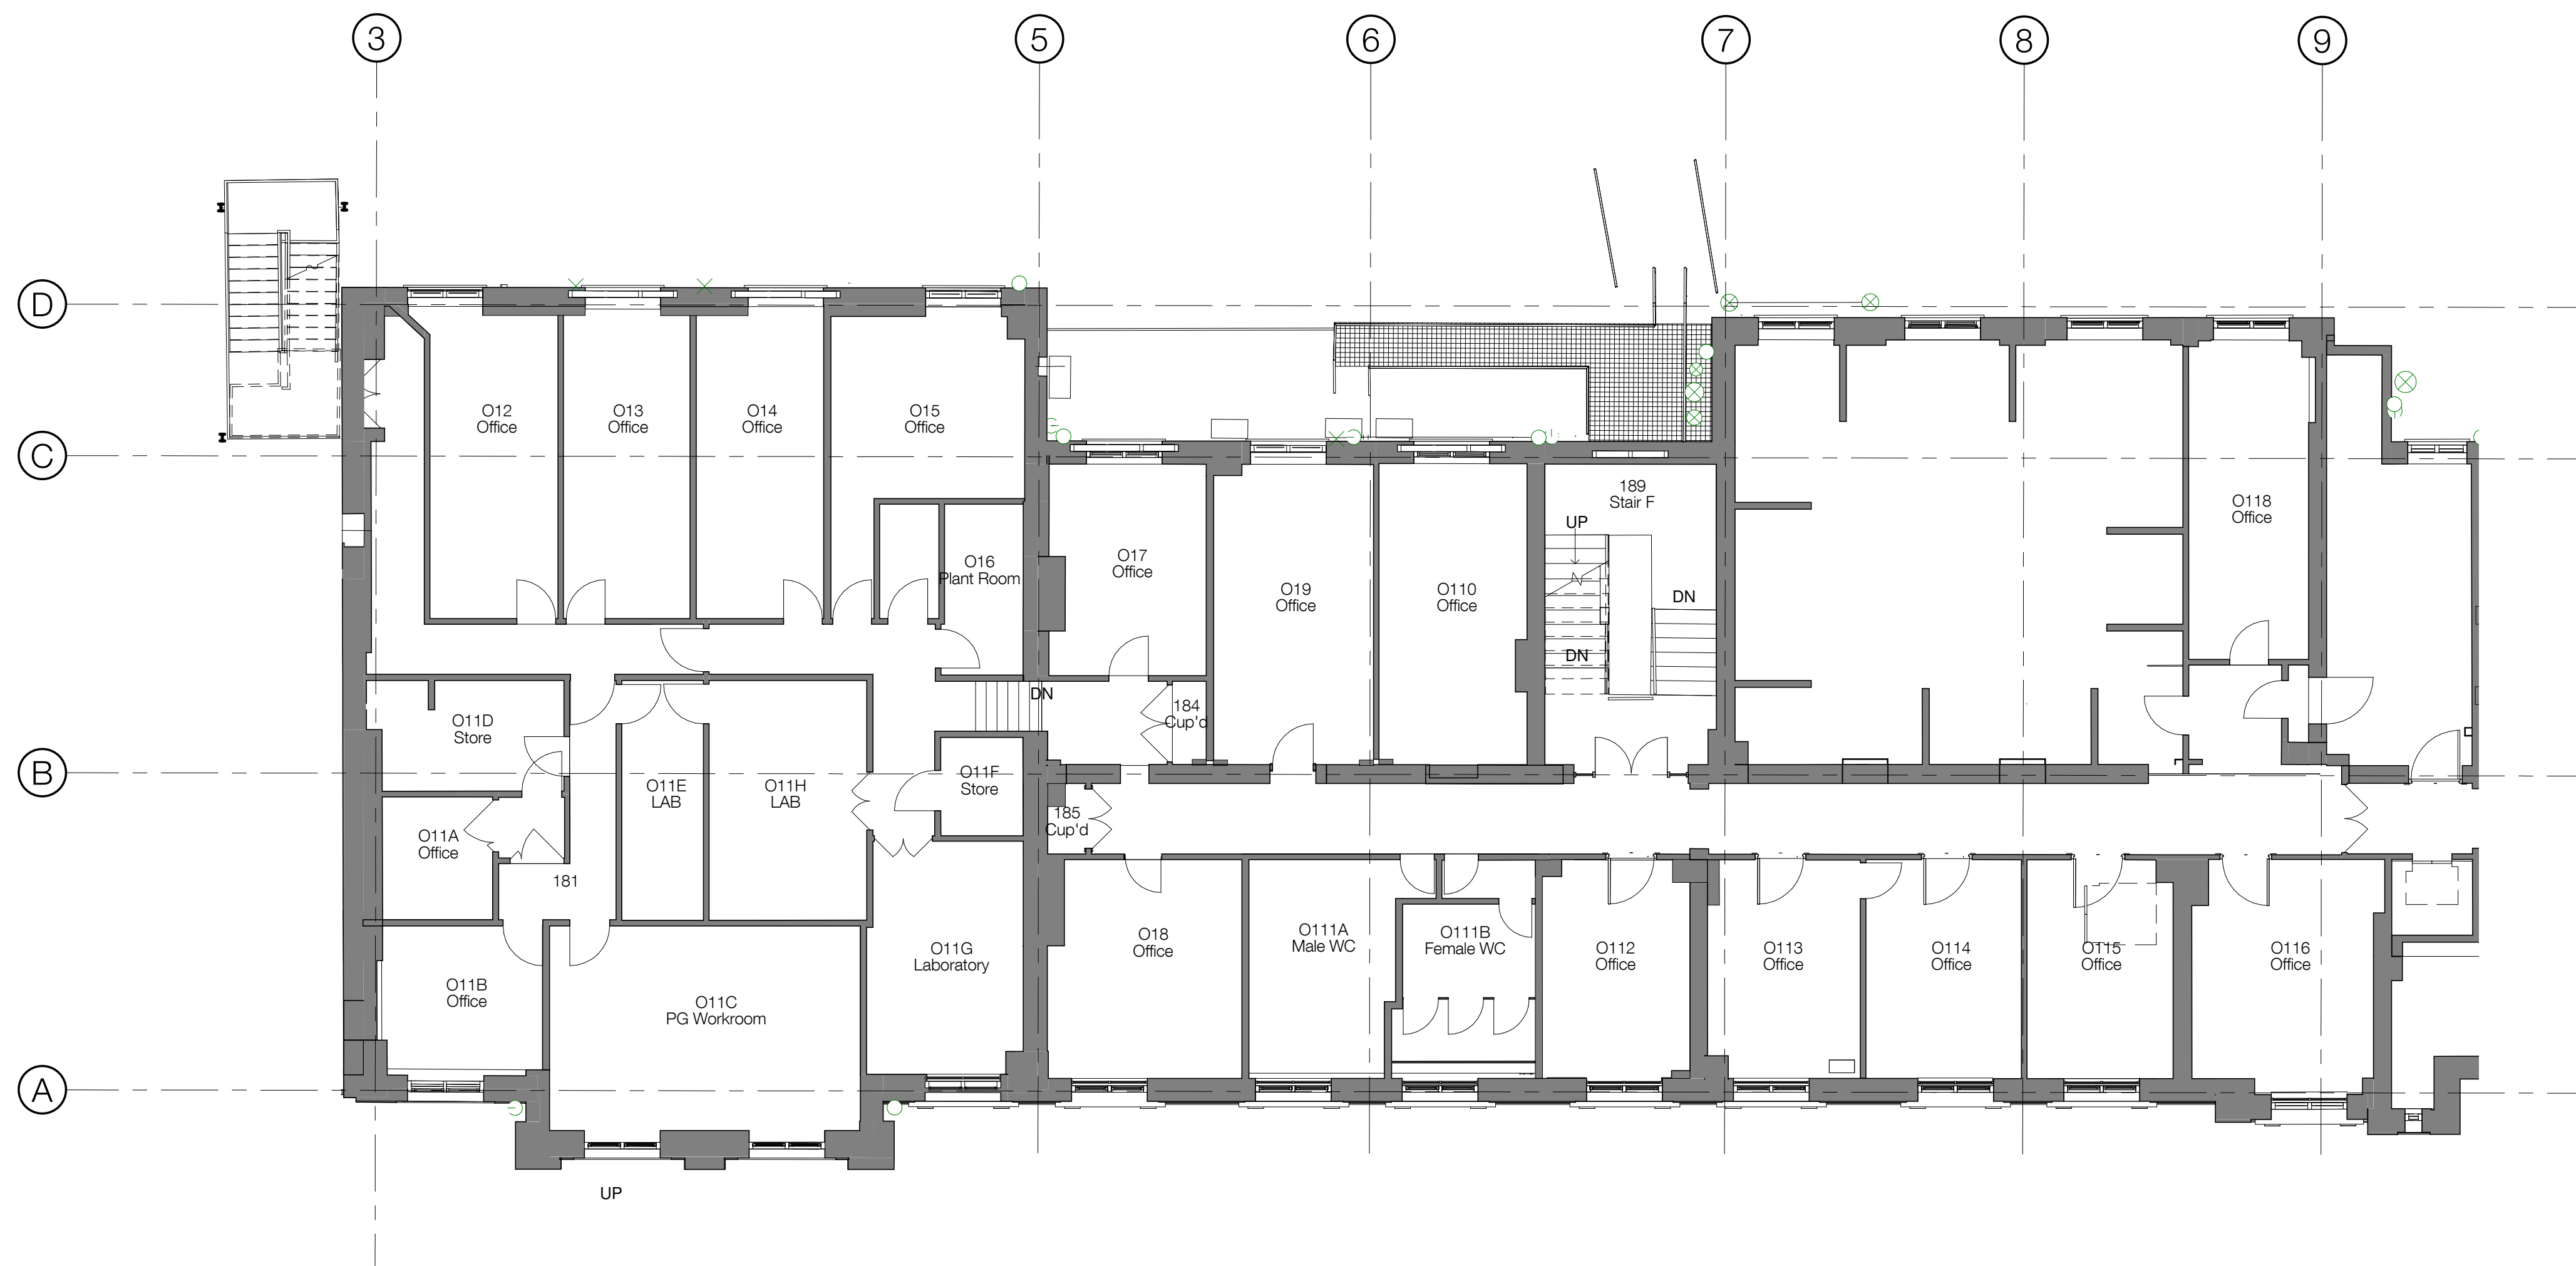 3
5
6
7
8
9
D
C
B
A
O12
Office
O13
Office
O14
Office
O15
Office
O16
Plant Room
O17
Office
O19
Office
O110
Office
189
Stair F
UP
DN
DN
O118
Office
DN
184
Cup'd
O11D
Store
O11E
LAB
O11H
LAB
O11F
Store
185
Cup'd
O11A
Office
181
O11B
Office
O11C
PG Workroom
O11G
Laboratory
O18
Office
O111A
Male WC
O111B
Female WC
O112
Office
O113
Office
O114
Office
O115
Office
O116
Office
UP